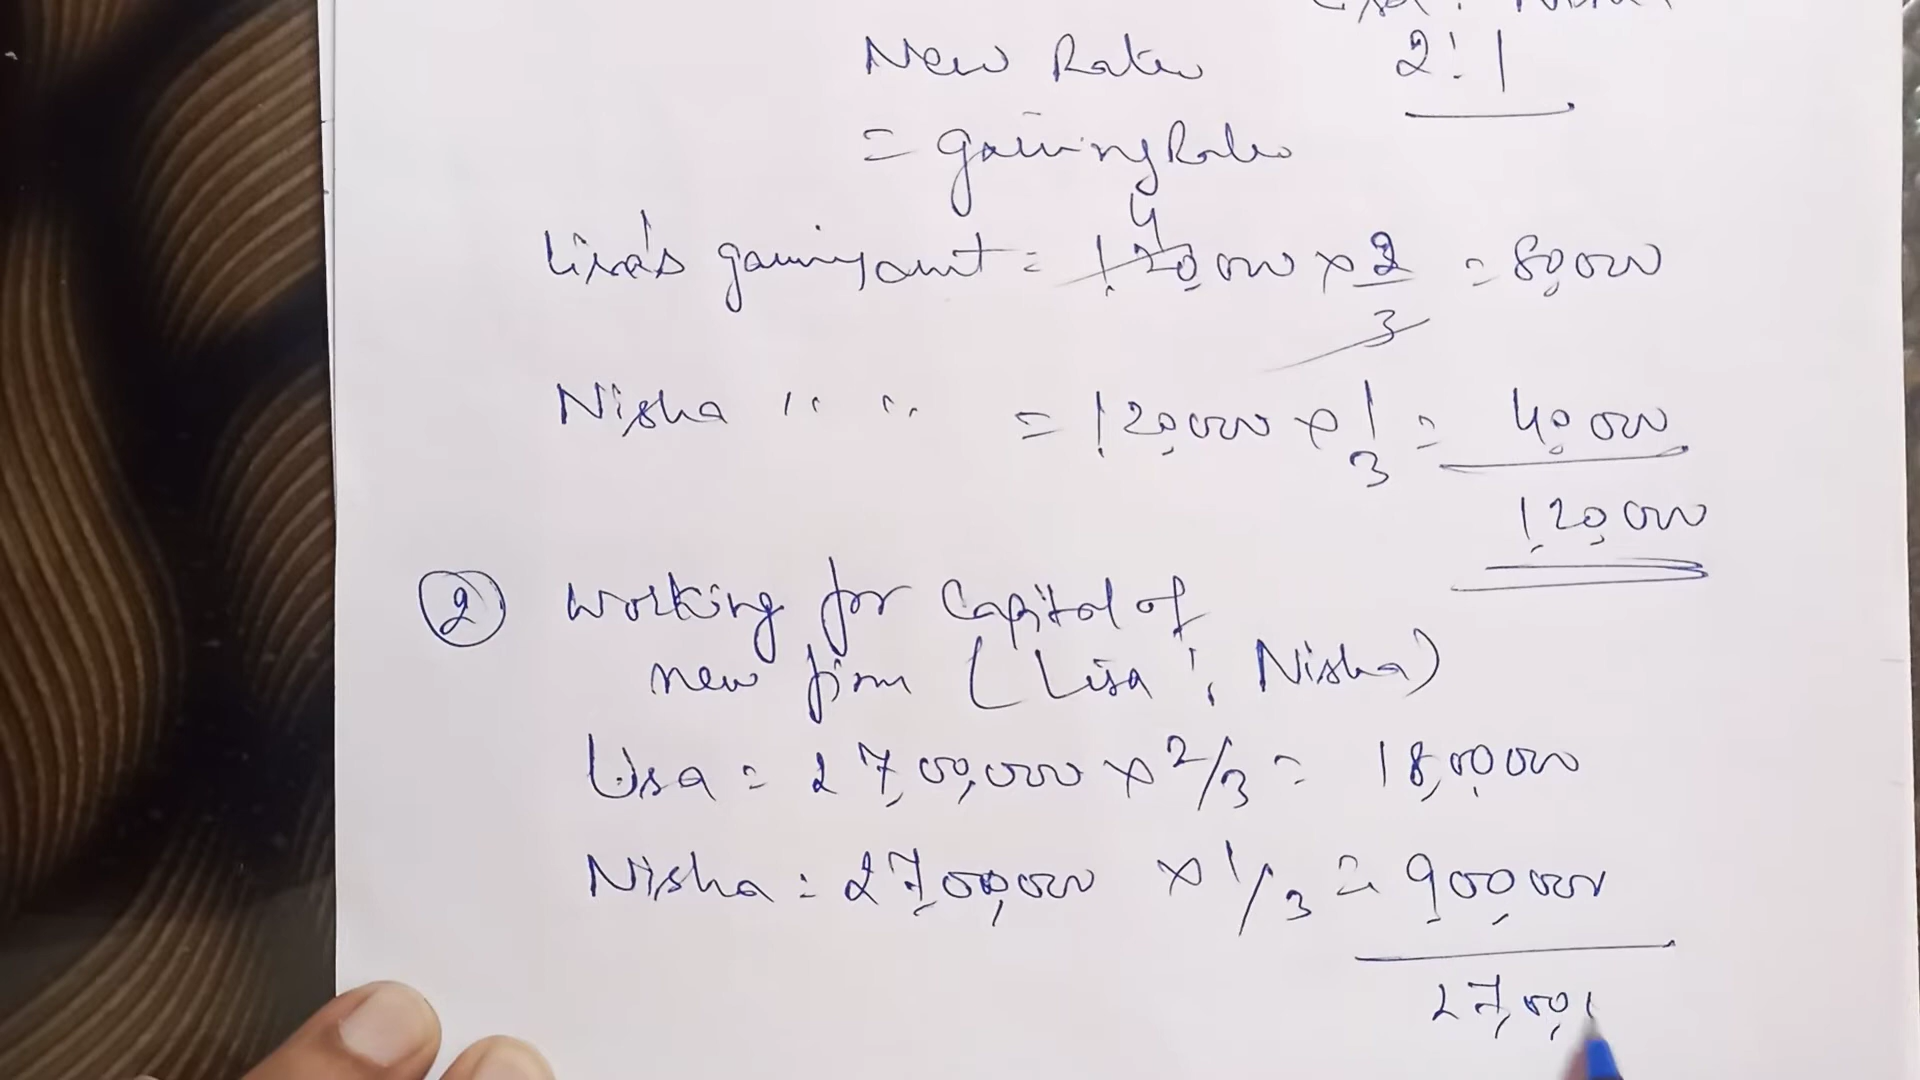 New Ratio 2:1
= gaining Ratio
4
Lisa's gaining amt = 1,20,000 × 2/3 = 80,000
Nisha " " = 1,20,000 × 1/3 = 40,000
1,20,000
② Working for Capital of
new firm (Lisa : Nisha)
Lisa = 27,00,000 × 2/3 = 18,00,000
Nisha = 27,00,000 × 1/3 = 9,00,000
27,00,